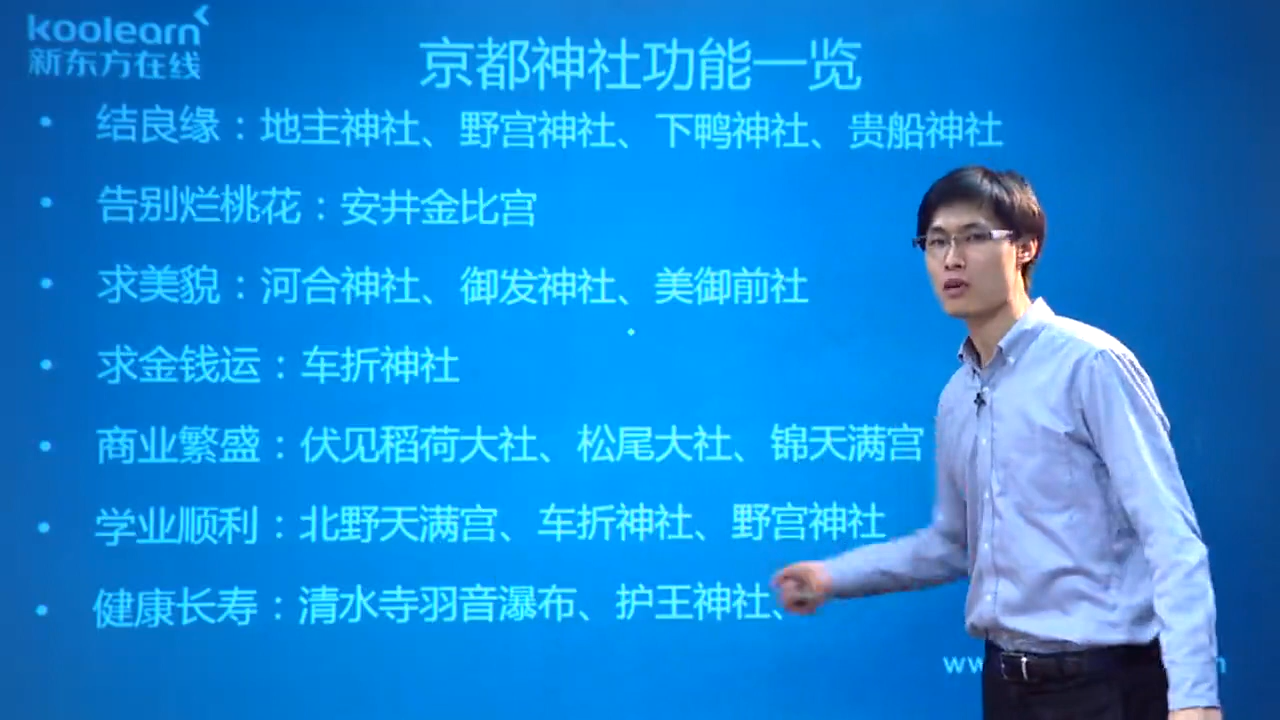 koolearn
新东方在线
京都神社功能一览
• 结良缘：地主神社、野宫神社、下鸭神社、贵船神社
• 告别烂桃花：安井金比宫
• 求美貌：河合神社、御发神社、美御前社
• 求金钱运：车折神社
• 商业繁盛：伏见稻荷大社、松尾大社、锦天满宫
• 学业顺利：北野天满宫、车折神社、野宫神社
• 健康长寿：清水寺羽音瀑布、护王神社、